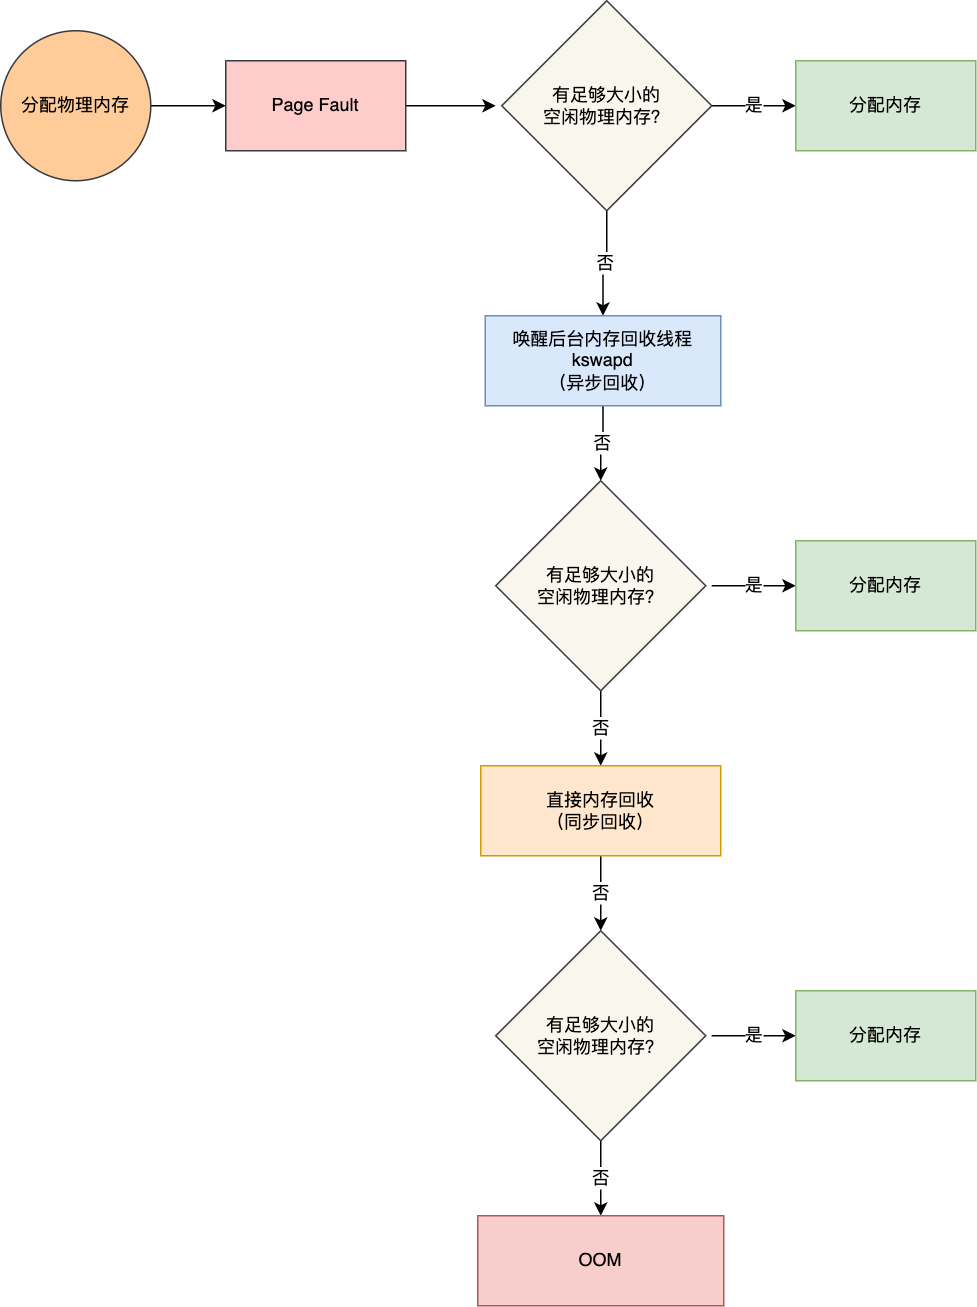 分配物理内存
Page Fault
有足够大小的
空闲物理内存?
是
分配内存
否
唤醒后台内存回收线程
kswapd
（异步回收）
否
有足够大小的
空闲物理内存?
是
分配内存
否
直接内存回收
（同步回收）
否
有足够大小的
空闲物理内存?
是
分配内存
否
OOM